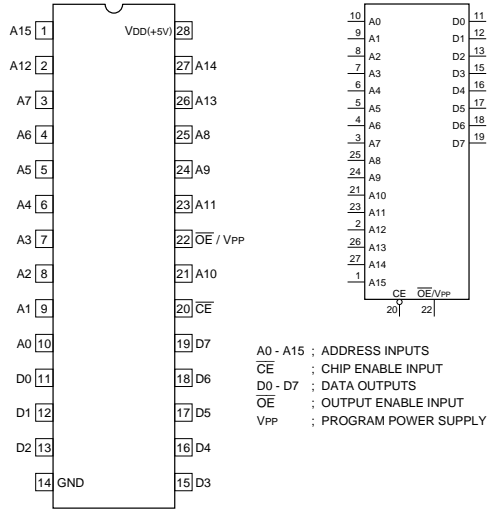 A15 1 VDD(+5V) 28
A12 2 27 A14
A7 3 26 A13
A6 4 25 A8
A5 5 24 A9
A4 6 23 A11
A3 7 22 OE / VPP
A2 8 21 A10
A1 9 20 CE
A0 10 19 D7
D0 11 18 D6
D1 12 17 D5
D2 13 16 D4
14 GND 15 D3
10 A0 D0 11
9 A1 D1 12
8 A2 D2 13
7 A3 D3 15
6 A4 D4 16
5 A5 D5 17
4 A6 D6 18
3 A7 D7 19
25 A8
24 A9
21 A10
23 A11
2 A12
26 A13
27 A14
1 A15
CE OE/VPP
20 22
A0 - A15 ; ADDRESS INPUTS
CE ; CHIP ENABLE INPUT
D0 - D7 ; DATA OUTPUTS
OE ; OUTPUT ENABLE INPUT
VPP ; PROGRAM POWER SUPPLY